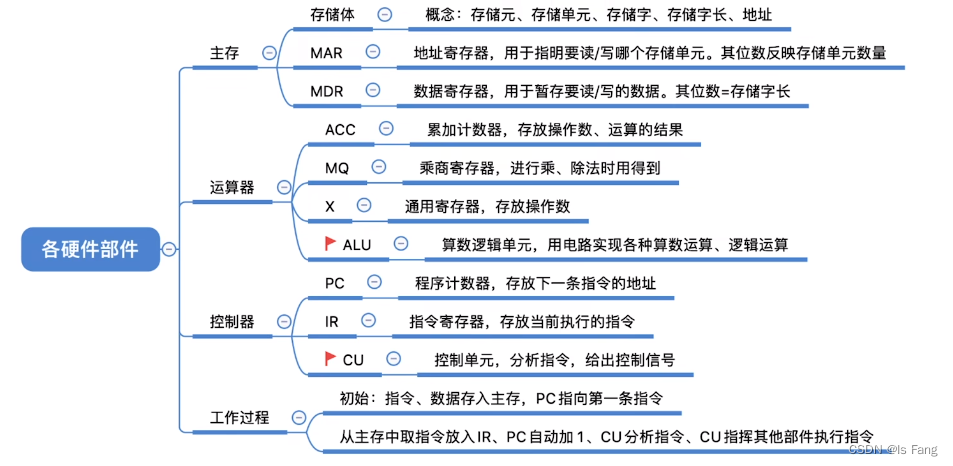 各硬件部件
主存
存储体
概念：存储元、存储单元、存储字、存储字长、地址
MAR
地址寄存器，用于指明要读/写哪个存储单元。其位数反映存储单元数量
MDR
数据寄存器，用于暂存要读/写的数据。其位数=存储字长
运算器
ACC
累加计数器，存放操作数、运算的结果
MQ
乘商寄存器，进行乘、除法时用得到
X
通用寄存器，存放操作数
ALU
算数逻辑单元，用电路实现各种算数运算、逻辑运算
控制器
PC
程序计数器，存放下一条指令的地址
IR
指令寄存器，存放当前执行的指令
CU
控制单元，分析指令，给出控制信号
工作过程
初始：指令、数据存入主存，PC指向第一条指令
从主存中取指令放入IR、PC自动加1、CU分析指令、CU指挥其他部件执行指令
CSDN @Is Fang